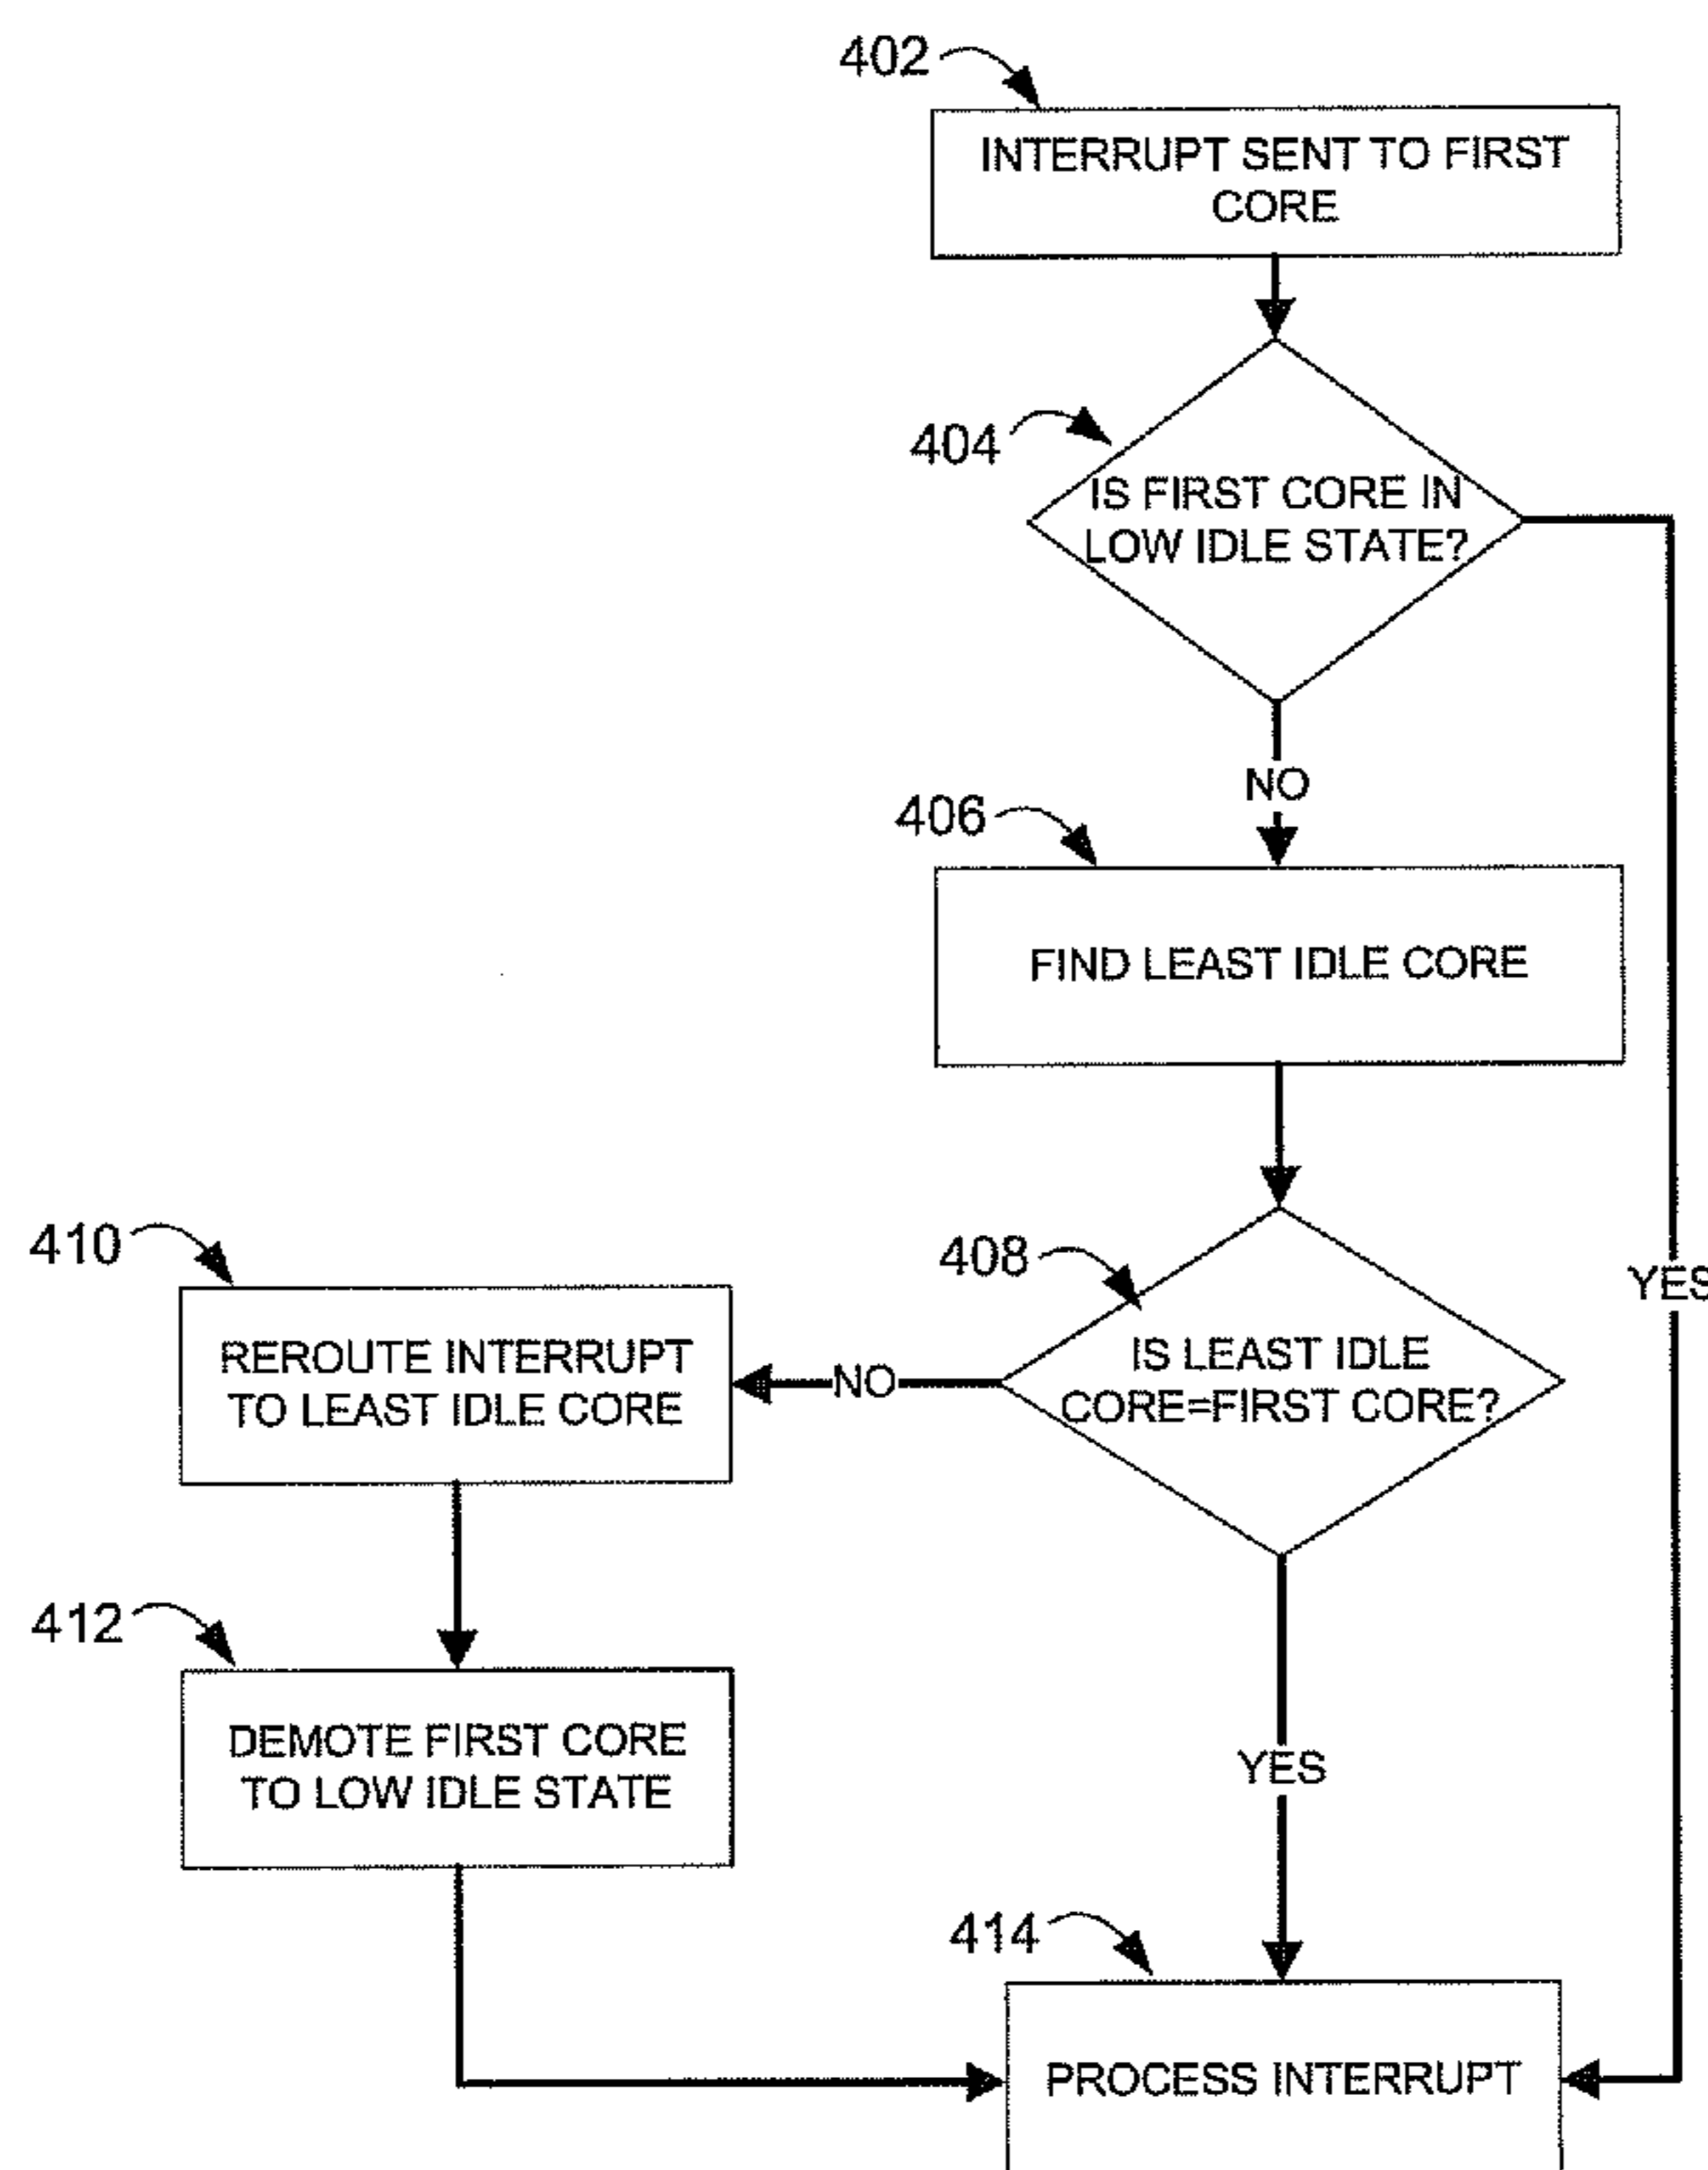 402
INTERRUPT SENT TO FIRST
CORE
404
IS FIRST CORE IN
LOW IDLE STATE?
NO
406
FIND LEAST IDLE CORE
410
408
YES
REROUTE INTERRUPT
TO LEAST IDLE CORE
NO
IS LEAST IDLE
CORE=FIRST CORE?
412
DEMOTE FIRST CORE
TO LOW IDLE STATE
YES
414
PROCESS INTERRUPT